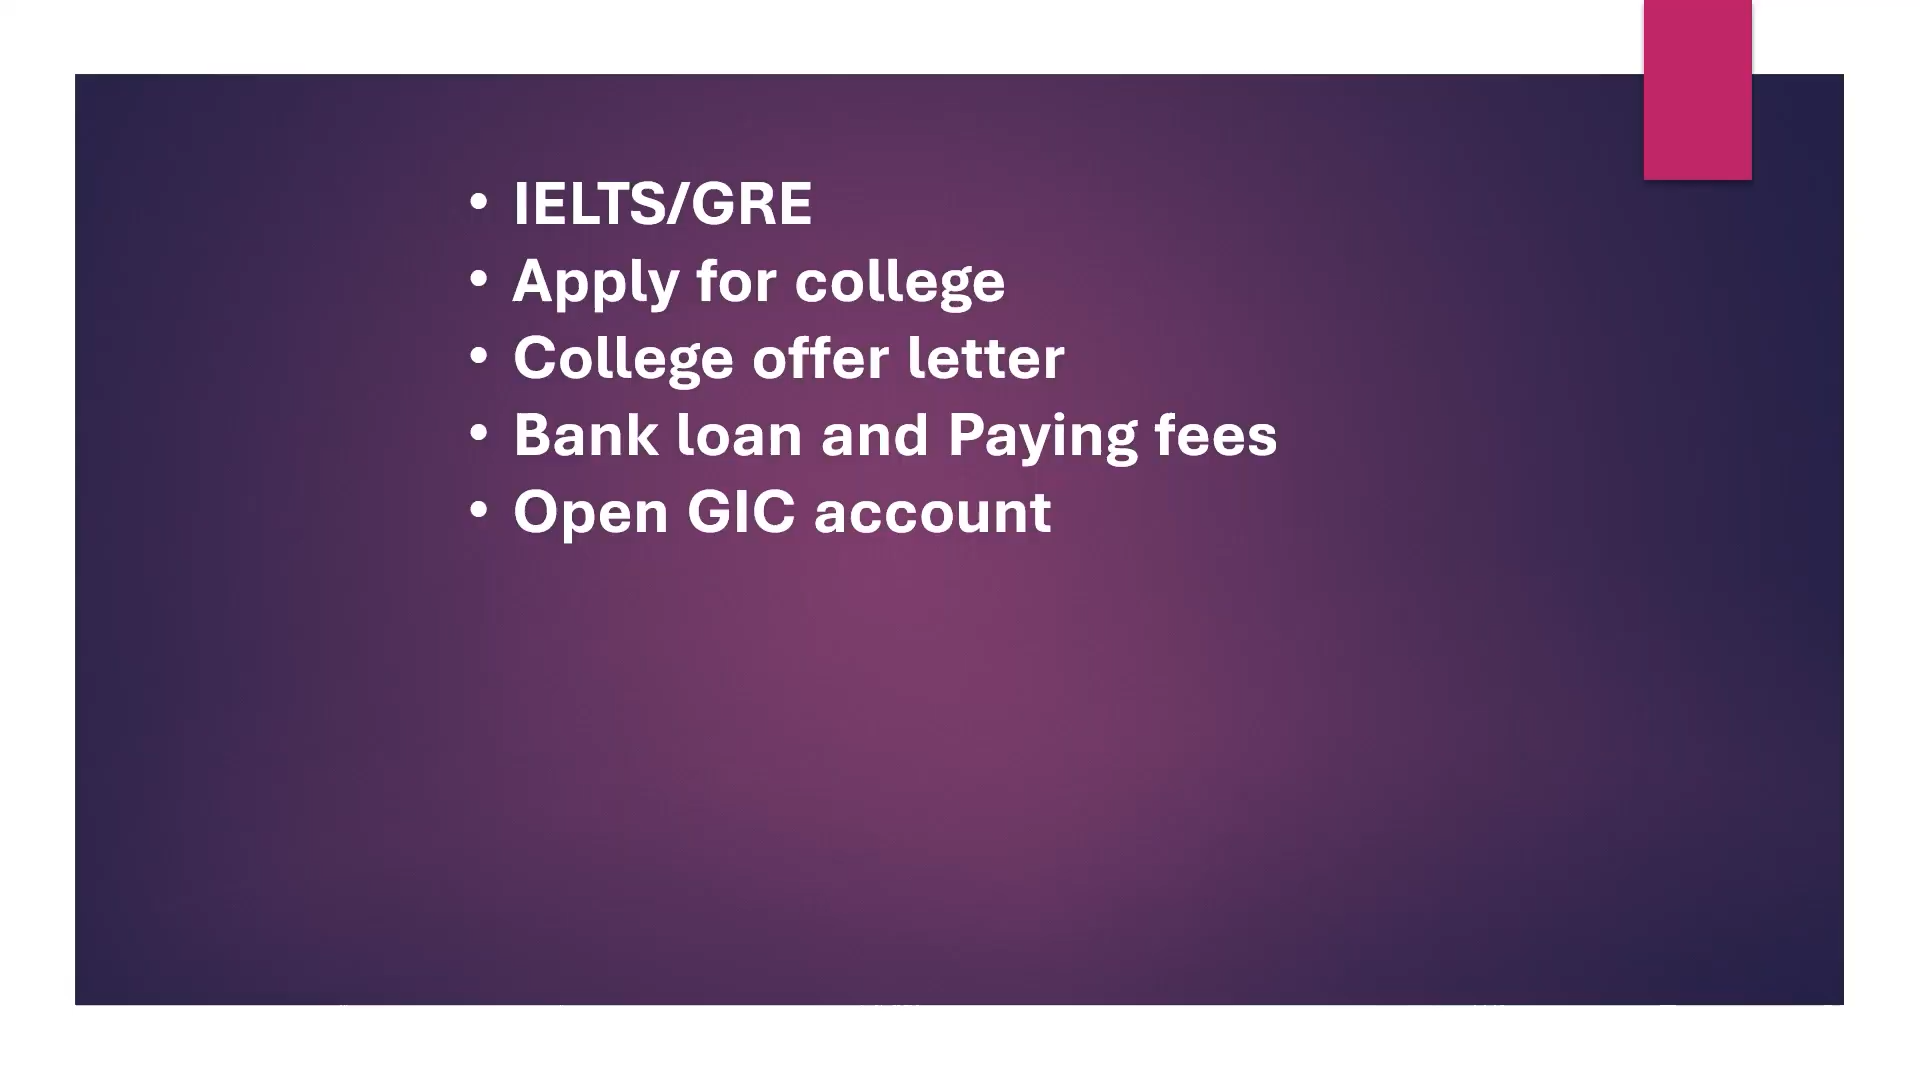 • IELTS/GRE
• Apply for college
• College offer letter
• Bank loan and Paying fees
• Open GIC account